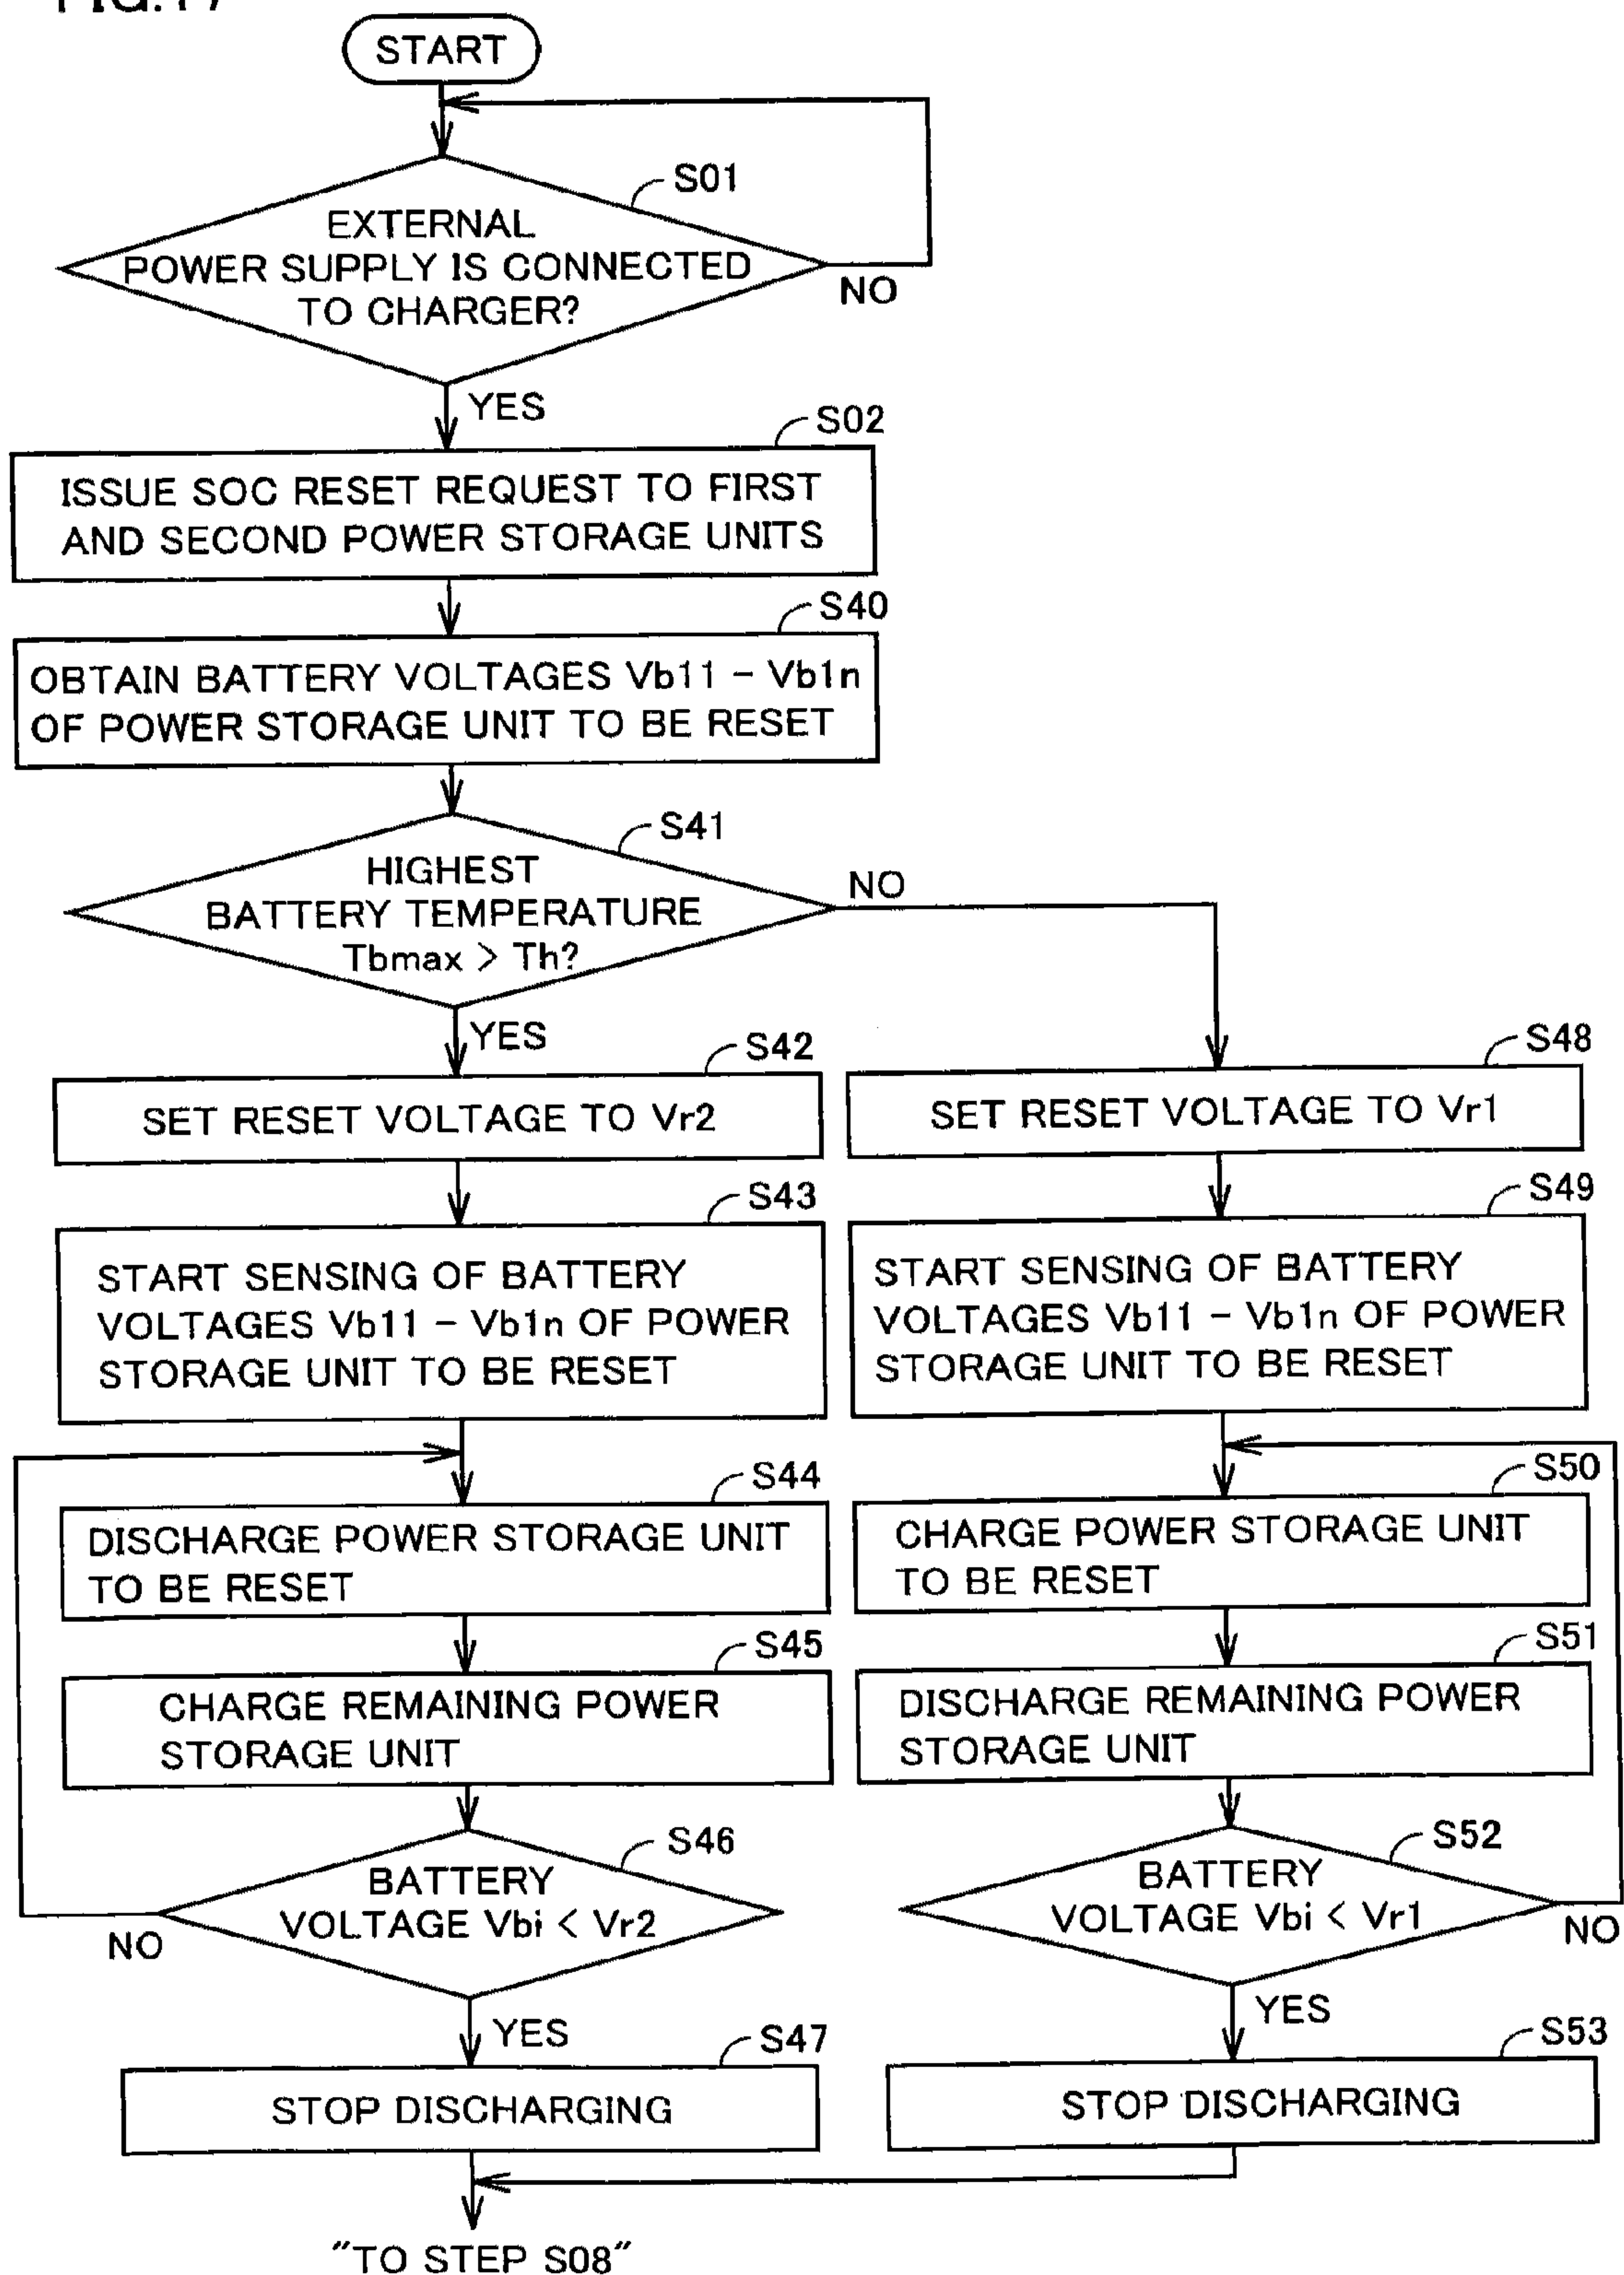 START
S01
EXTERNAL
POWER SUPPLY IS CONNECTED
TO CHARGER?
NO
YES
S02
ISSUE SOC RESET REQUEST TO FIRST
AND SECOND POWER STORAGE UNITS
S40
OBTAIN BATTERY VOLTAGES Vb11 - Vb1n
OF POWER STORAGE UNIT TO BE RESET
S41
HIGHEST
BATTERY TEMPERATURE
Tbmax > Th?
NO
YES
S42
SET RESET VOLTAGE TO Vr2
S48
SET RESET VOLTAGE TO Vr1
S43
START SENSING OF BATTERY
VOLTAGES Vb11 - Vb1n OF POWER
STORAGE UNIT TO BE RESET
S49
START SENSING OF BATTERY
VOLTAGES Vb11 - Vb1n OF POWER
STORAGE UNIT TO BE RESET
S44
DISCHARGE POWER STORAGE UNIT
TO BE RESET
S50
CHARGE POWER STORAGE UNIT
TO BE RESET
S45
CHARGE REMAINING POWER
STORAGE UNIT
S51
DISCHARGE REMAINING POWER
STORAGE UNIT
S46
BATTERY
VOLTAGE Vbi < Vr2
NO
YES
S52
BATTERY
VOLTAGE Vbi < Vr1
NO
YES
S47
STOP DISCHARGING
S53
STOP DISCHARGING
"TO STEP S08"